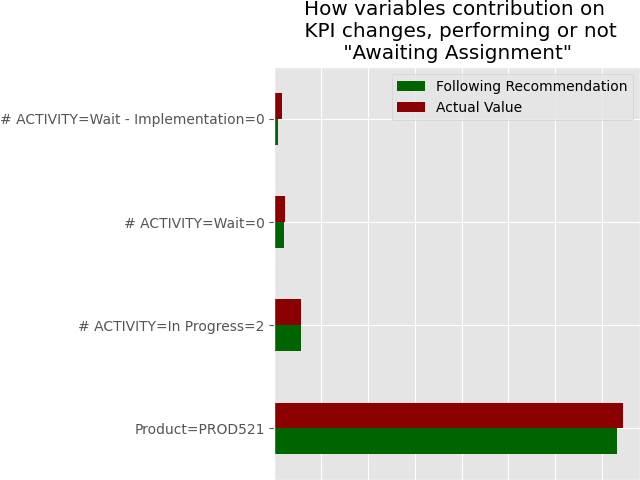 How variables contribution on
KPI changes, performing or not
"Awaiting Assignment"
Following Recommendation
Actual Value
# ACTIVITY=Wait - Implementation=0
# ACTIVITY=Wait=0
# ACTIVITY=In Progress=2
Product=PROD521